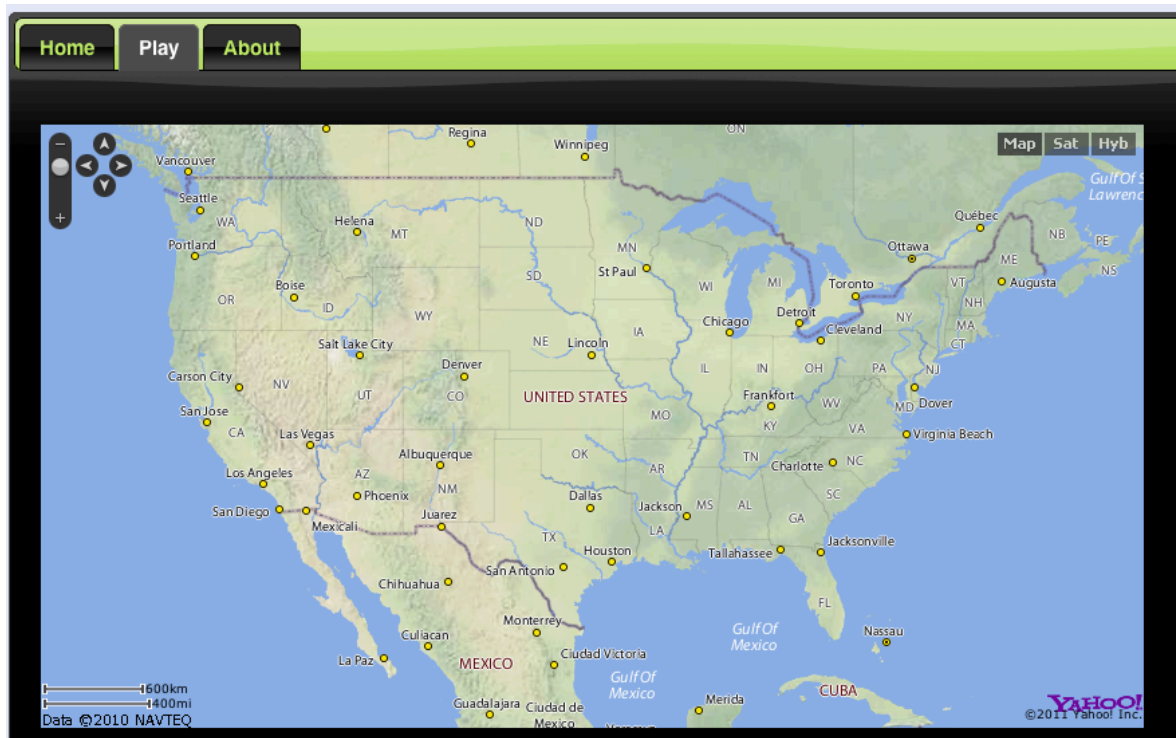 Home Play About
ON
Regina
Winnipeg
Map Sat Hyb
Vancouver
Gulf Of S
Lawrenc
Seattle
Québec
WA
Helena
MT
ND
NB
PE
Portland
MN
Ottawa
ME
NS
St Paul
SD
Boise
WI
MI
Toronto
VT
Augusta
OR
ID
NH
WY
Detroit
NY
Chicago
Cleveland
MA
IA
Salt Lake City
NE
Lincoln
CT
Denver
IL
IN
OH
PA
NJ
Carson City
NV
UT
CO
UNITED STATES
Frankfort
WV
MD
Dover
San Jose
MO
KY
VA
CA
Las Vegas
Virginia Beach
Albuquerque
OK
TN
Los Angeles
AZ
AR
Charlotte
NC
Phoenix
NM
Dallas
Jackson
MS
AL
SC
San Diego
Mexicali
Juarez
GA
TX
LA
Jacksonville
Houston
Tallahassee
San Antonio
Chihuahua
FL
Monterrey
Gulf Of
Mexico
Nassau
Culiacan
La Paz
MEXICO
Ciudad Victoria
Gulf Of
Mexico
600km
CUBA
400mi
Guadalajara
Ciudad de
Mexico
Merida
YAHOO!
Data ©2010 NAVTEQ
©2011 Yahoo! Inc.